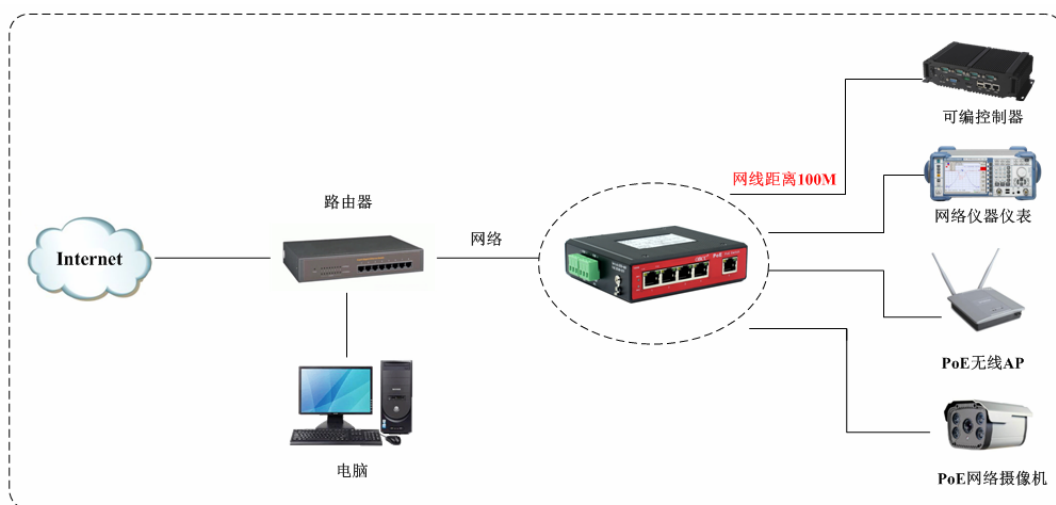 可编控制器
网线距离100M
网络仪器仪表
路由器
网络
Internet
PoE
PoE无线AP
电脑
PoE网络摄像机